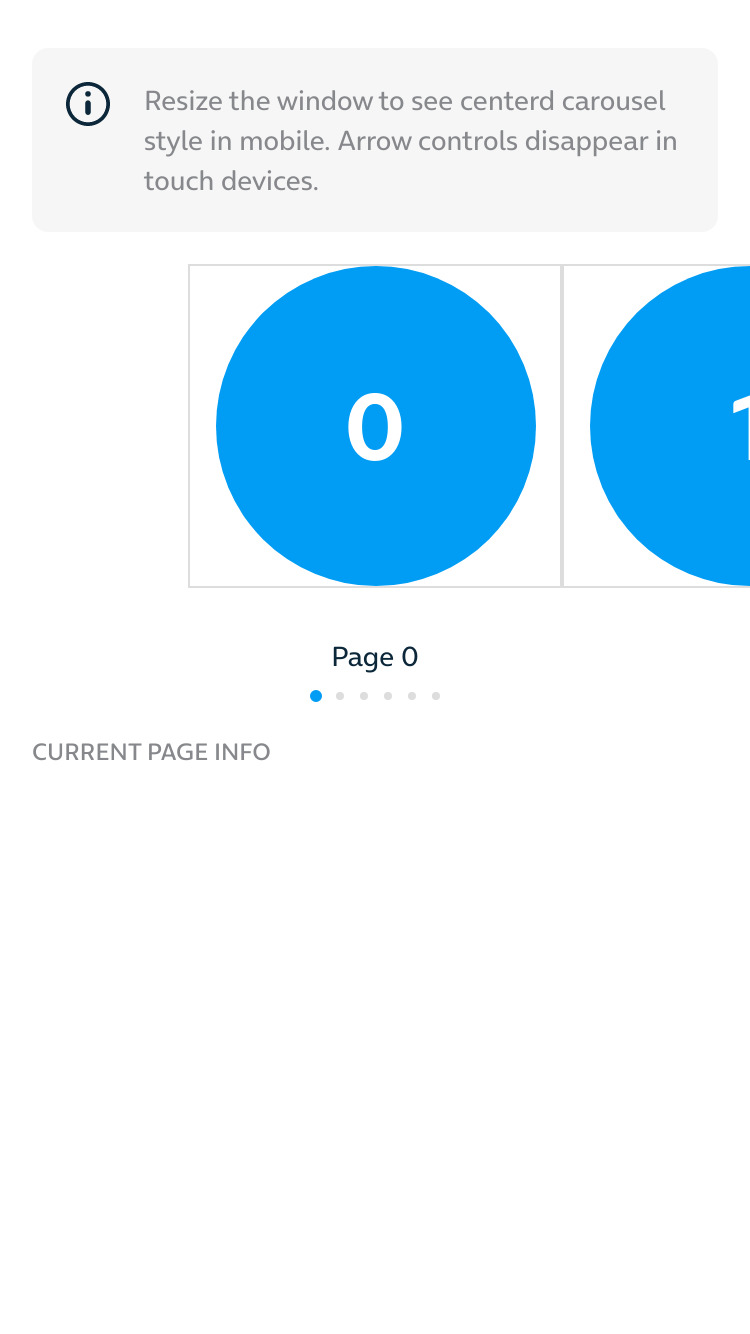 Resize the window to see centerd carousel
style in mobile. Arrow controls disappear in
touch devices.
0
1
Page 0
CURRENT PAGE INFO